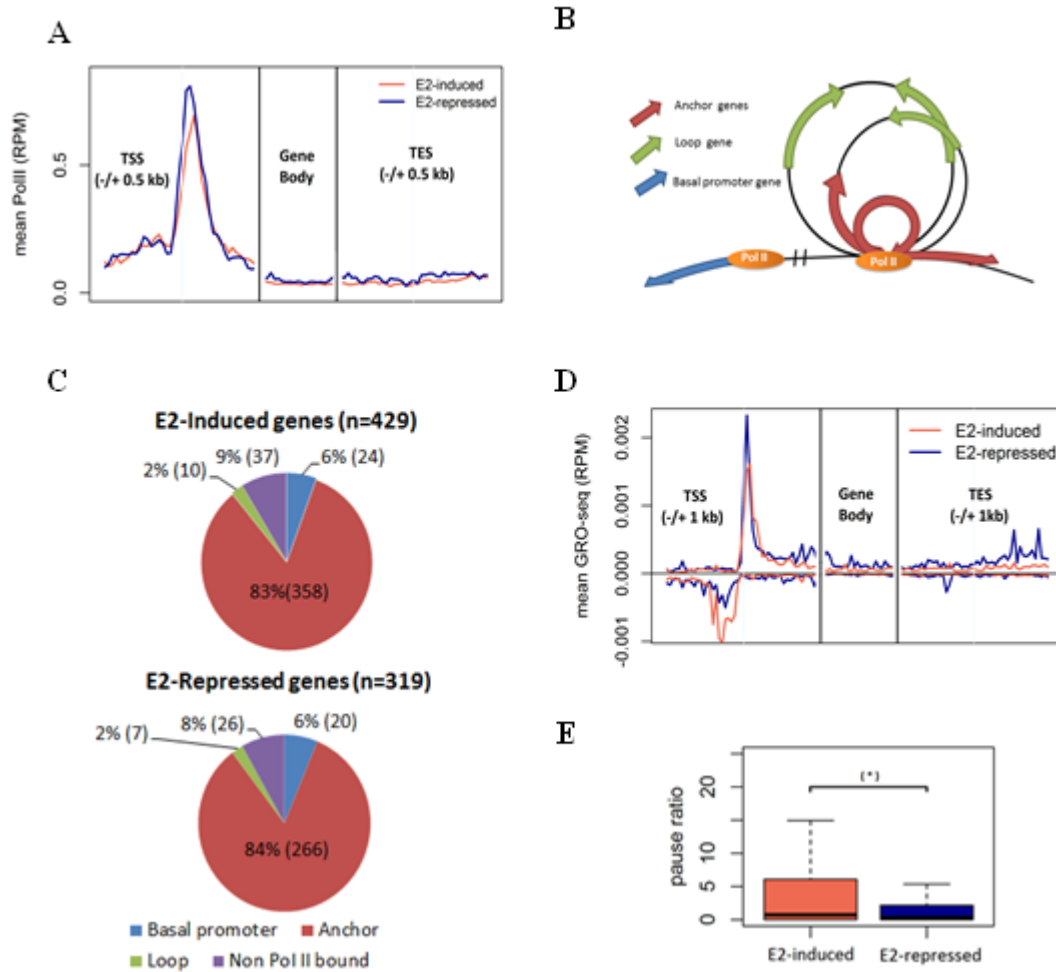 A
mean PolII (RPM)
0.5
0.0
TSS
(-/+ 0.5 kb)
Gene
Body
TES
(-/+ 0.5 kb)
E2-induced
E2-repressed
B
Anchor genes
Loop gene
Basal promoter gene
Pol II
Pol II
C
E2-Induced genes (n=429)
2% (10)
9% (37)
6% (24)
83%(358)
E2-Repressed genes (n=319)
2% (7)
8% (26)
6% (20)
84% (266)
Basal promoter
Anchor
Loop
Non Pol II bound
D
mean GRO-seq (RPM)
0.002
0.001
0.000
-0.001
TSS
(-/+ 1 kb)
Gene
Body
TES
(-/+ 1kb)
E2-induced
E2-repressed
E
pause ratio
20
10
5
0
(*)
E2-induced
E2-repressed